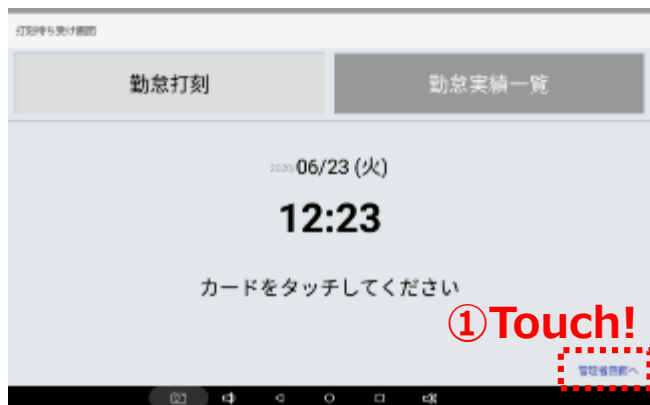 打刻待ち受け画面
勤怠打刻
勤怠実績一覧
2020/06/23 (火)
12:23
カードをタッチしてください
①Touch!
管理者画面へ